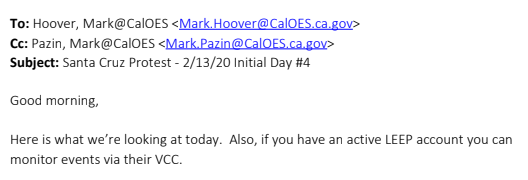 To: Hoover, Mark@CalOES <Mark.Hoover@CalOES.ca.gov>
Cc: Pazin, Mark@CalOES <Mark.Pazin@CalOES.ca.gov>
Subject: Santa Cruz Protest - 2/13/20 Initial Day #4
Good morning,
Here is what we're looking at today.  Also, if you have an active LEEP account you can
monitor events via their VCC.